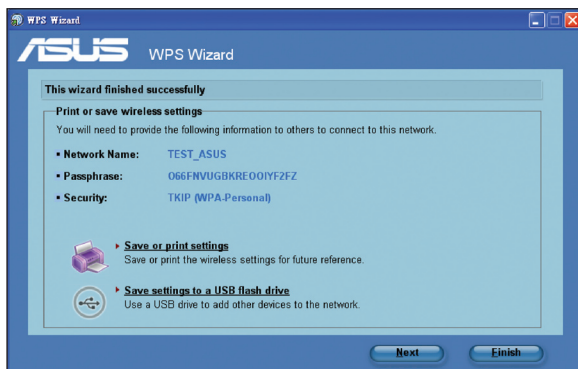 WPS Wizard
ASUS WPS Wizard
This wizard finished successfully
Print or save wireless settings
You will need to provide the following information to others to connect to this network.
Network Name: TEST_ASUS
Passphrase: O66FNVUGBKREOOIYF2FZ
Security: TKIP (WPA-Personal)
Save or print settings
Save or print the wireless settings for future reference.
Save settings to a USB flash drive
Use a USB drive to add other devices to the network.
Next Finish